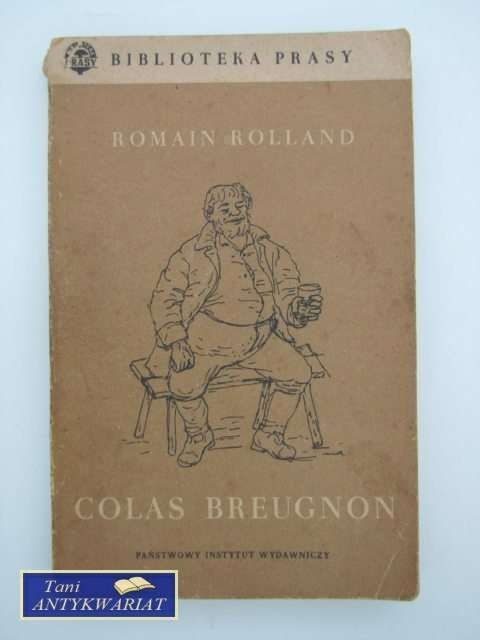 BIBLIOTEKA PRASY
ROMAIN ROLLAND
COLAS BREUGNON
PAŃSTWOWY INSTYTUT WYDAWNICZY
Tani
ANTYKWARIAT